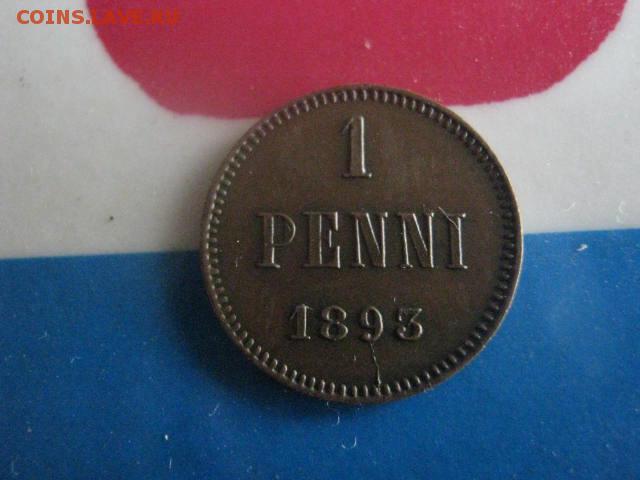 COINS.LAVE.RU
1
PENNI
1893